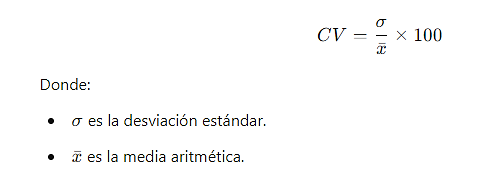 CV = σ/x̄ × 100
Donde:
• σ es la desviación estándar.
• x̄ es la media aritmética.